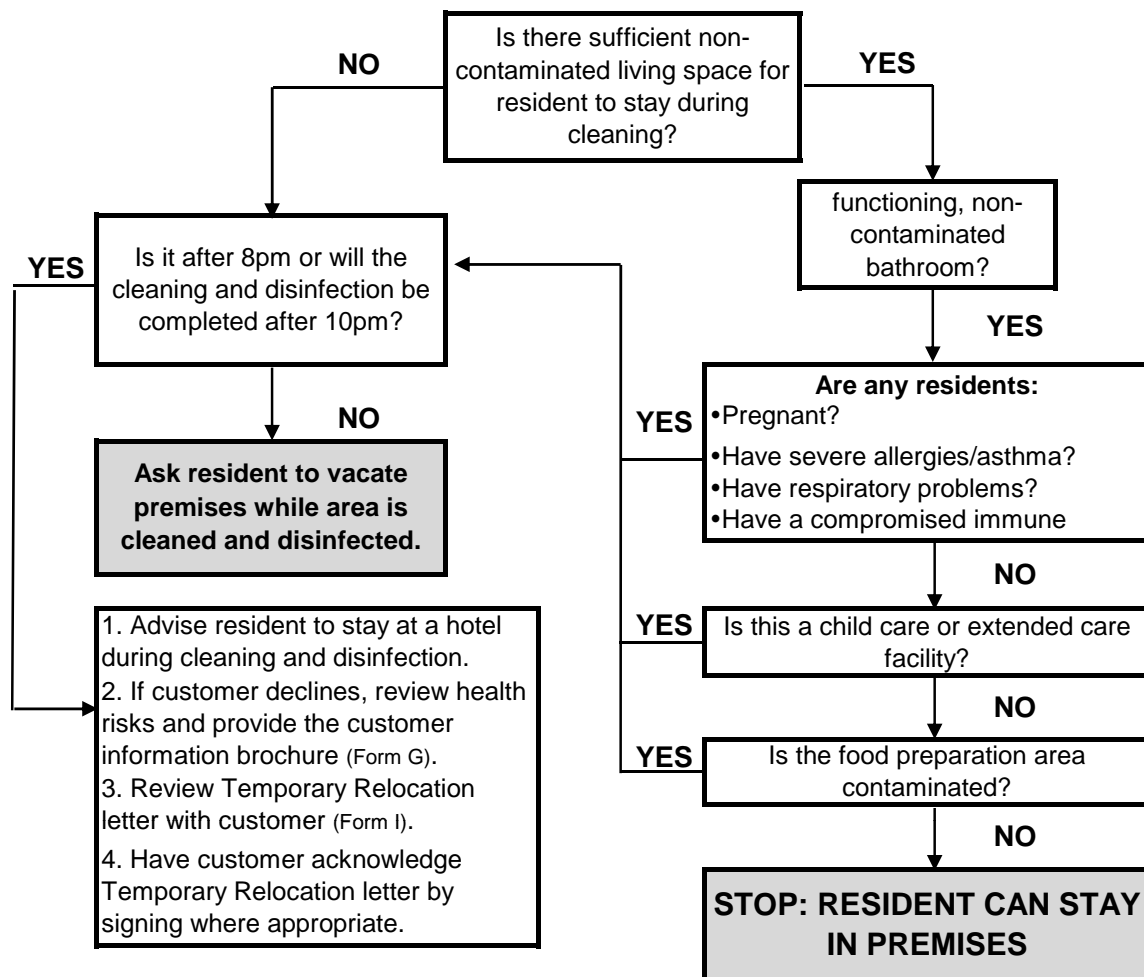 Is there sufficient non-
contaminated living space for
resident to stay during
cleaning?
NO
YES
functioning, non-
contaminated
bathroom?
YES
Is it after 8pm or will the
cleaning and disinfection be
completed after 10pm?
YES
NO
Ask resident to vacate
premises while area is
cleaned and disinfected.
Are any residents:
•Pregnant?
•Have severe allergies/asthma?
•Have respiratory problems?
•Have a compromised immune
YES
NO
Is this a child care or extended care
facility?
YES
NO
Is the food preparation area
contaminated?
YES
NO
STOP: RESIDENT CAN STAY
IN PREMISES
1. Advise resident to stay at a hotel
during cleaning and disinfection.
2. If customer declines, review health
risks and provide the customer
information brochure (Form G).
3. Review Temporary Relocation
letter with customer (Form I).
4. Have customer acknowledge
Temporary Relocation letter by
signing where appropriate.